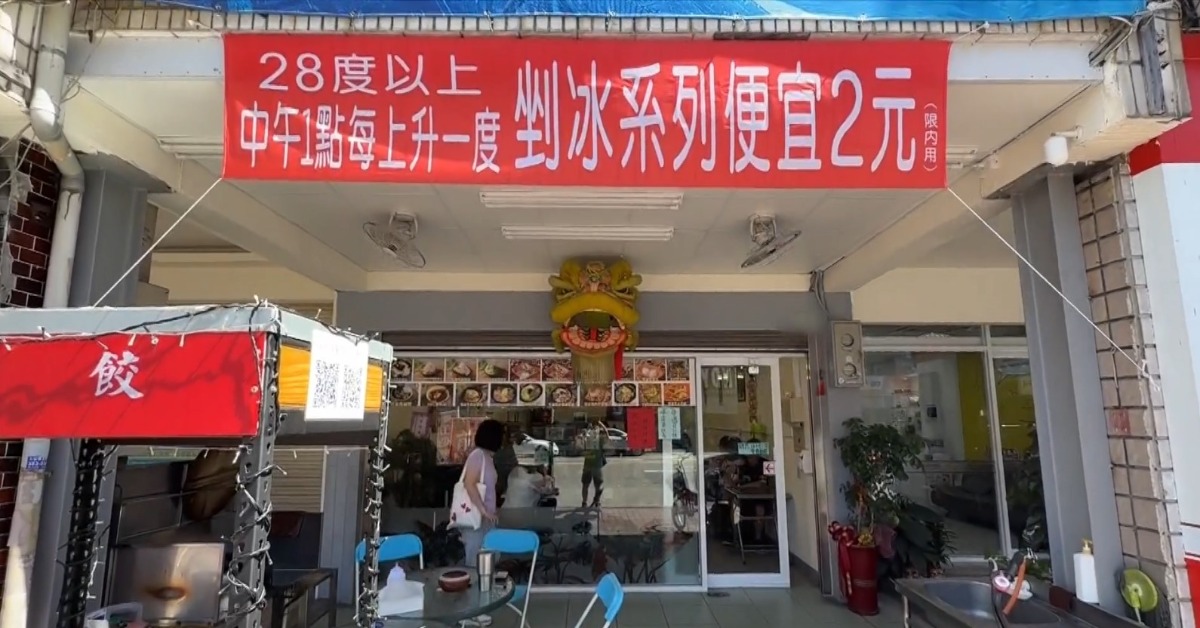 28度以上
中午1點每上升一度
剉冰系列便宜2元
(限內用)
餃